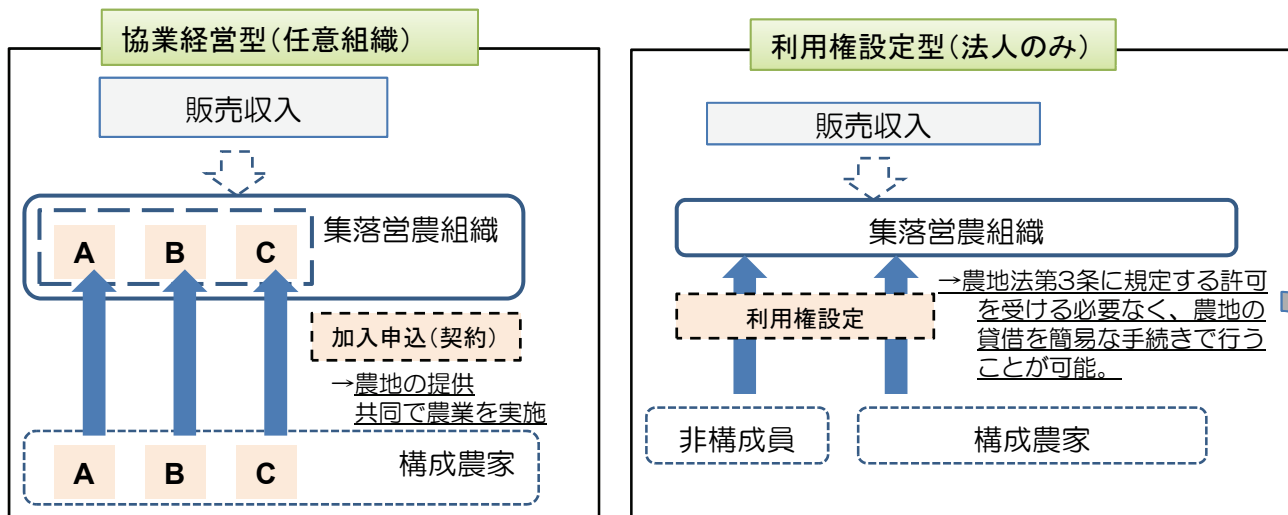 協業経営型(任意組織)
販売収入
集落営農組織
A B C
加入申込(契約)
→農地の提供
共同で農業を実施
構成農家
A B C
利用権設定型(法人のみ)
販売収入
集落営農組織
利用権設定
→農地法第3条に規定する許可
を受ける必要なく、農地の
貸借を簡易な手続きで行う
ことが可能。
非構成員
構成農家